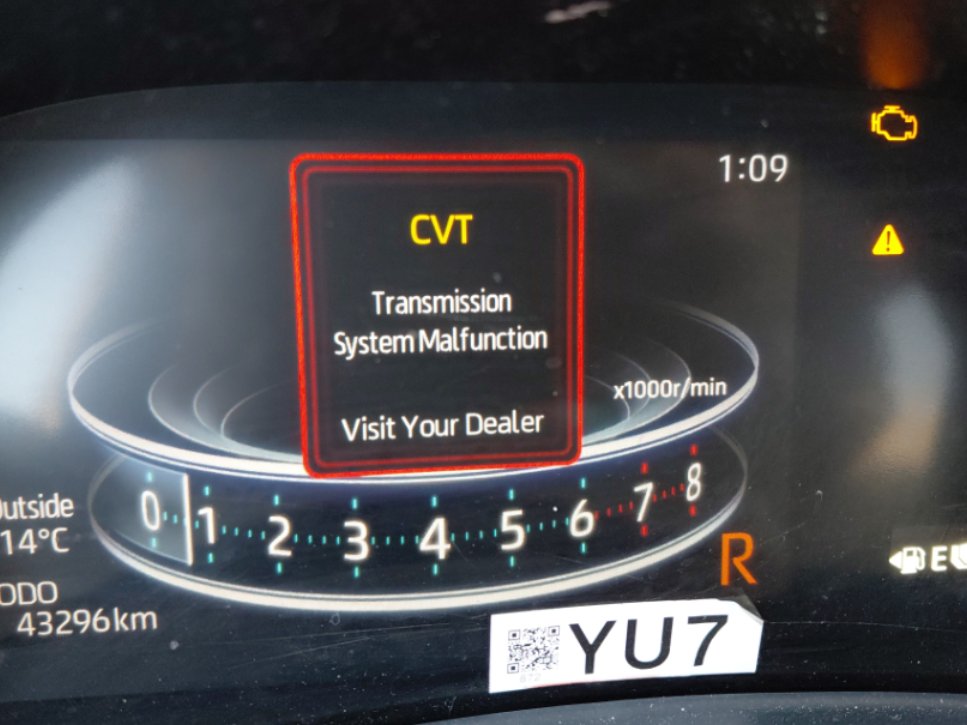 1:09
CVT
Transmission
System Malfunction
Visit Your Dealer
x1000r/min
0 1 2 3 4 5 6 7 8
14°C
ODO
43296km
R
E
YU7